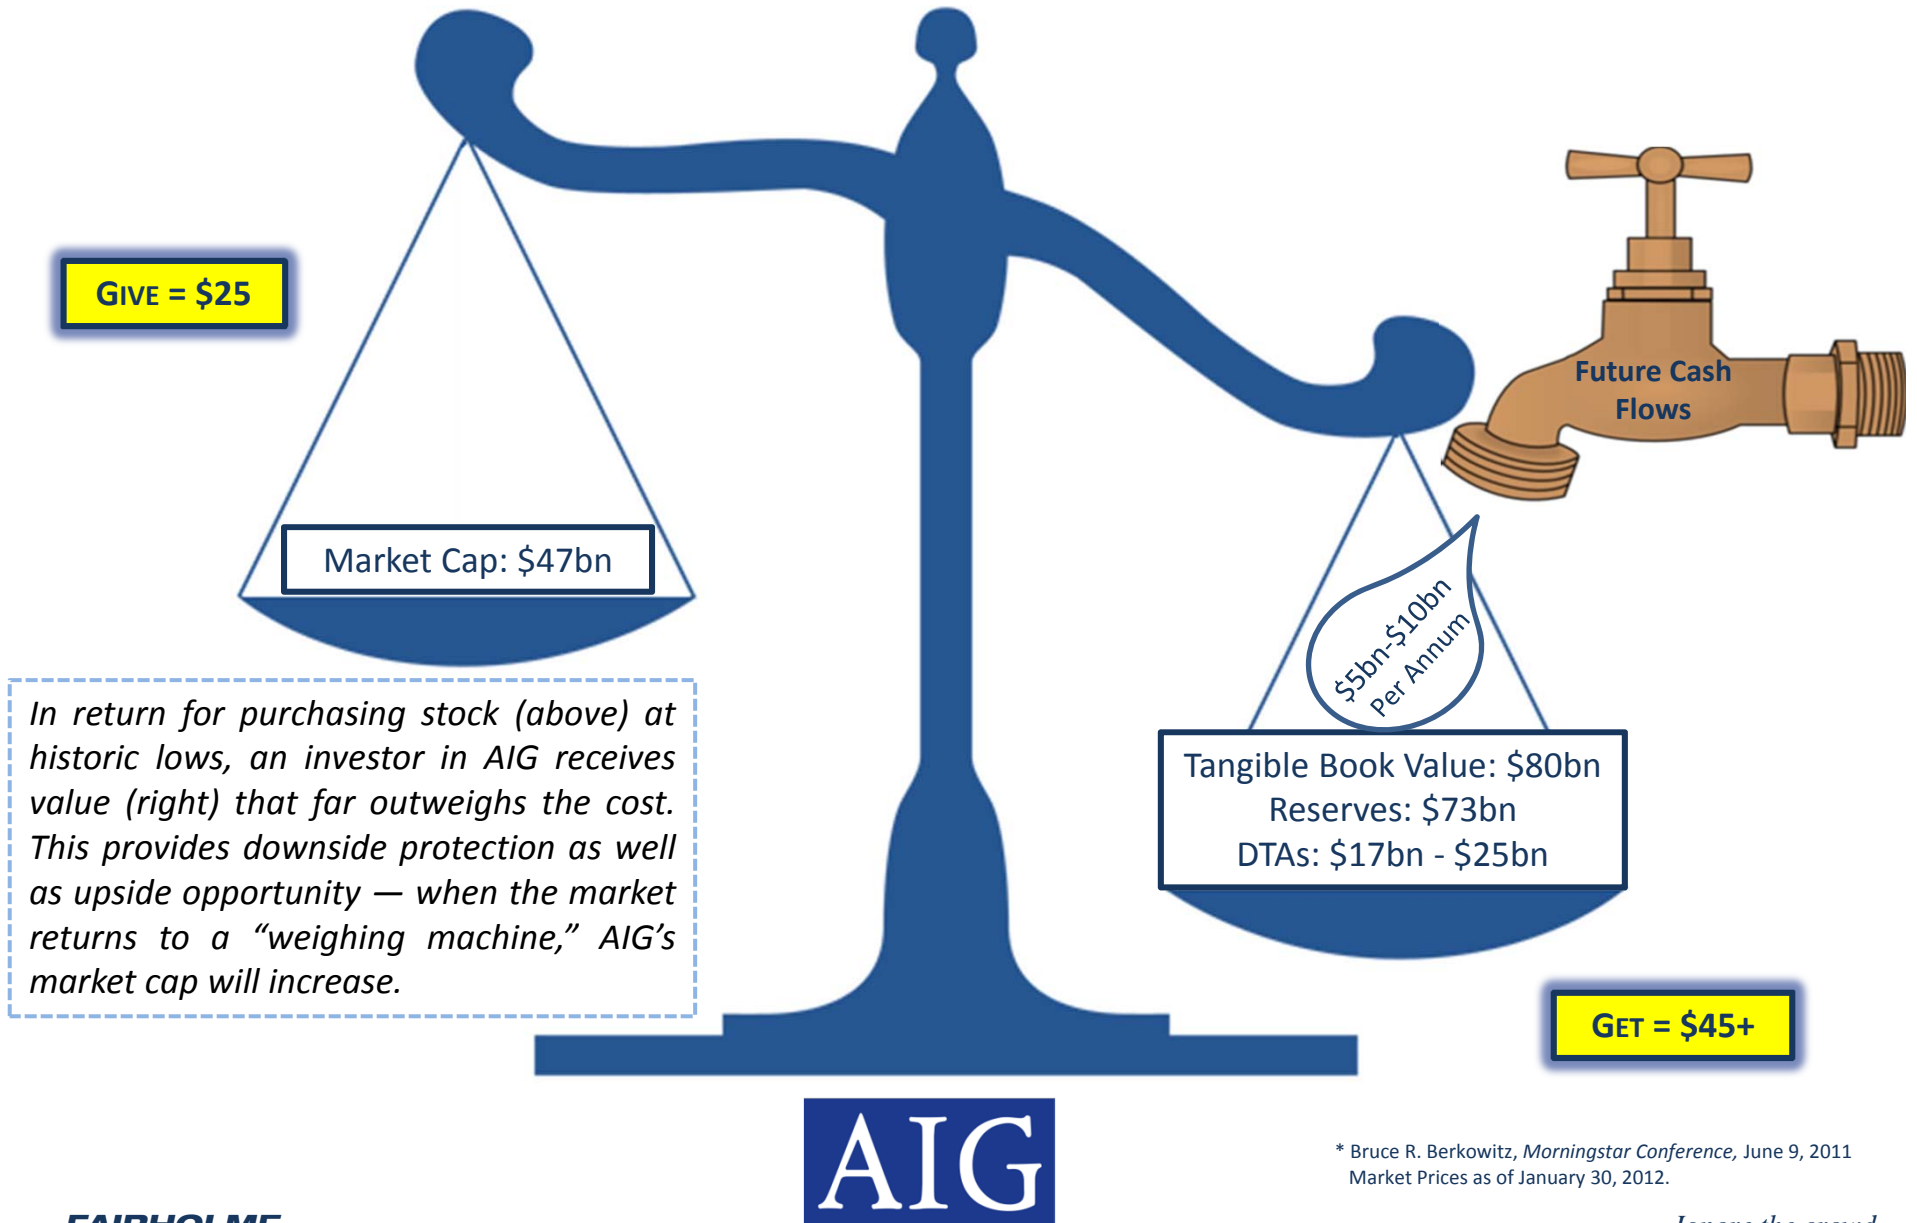 GIVE = $25
Future Cash
Flows
Market Cap: $47bn
$5bn-$10bn
Per Annum
In return for purchasing stock (above) at
historic lows, an investor in AIG receives
value (right) that far outweighs the cost.
This provides downside protection as well
as upside opportunity — when the market
returns to a “weighing machine,” AIG’s
market cap will increase.
Tangible Book Value: $80bn
Reserves: $73bn
DTAs: $17bn - $25bn
GET = $45+
AIG
* Bruce R. Berkowitz, Morningstar Conference, June 9, 2011
Market Prices as of January 30, 2012.
FAIRHOLME
Ignore the crowd